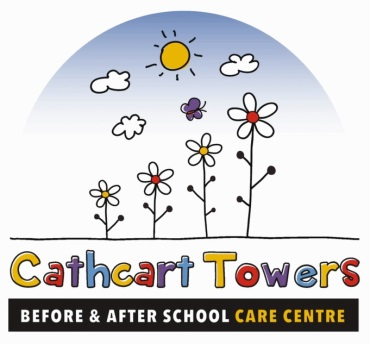 Cathcart Towers
BEFORE & AFTER SCHOOL CARE CENTRE